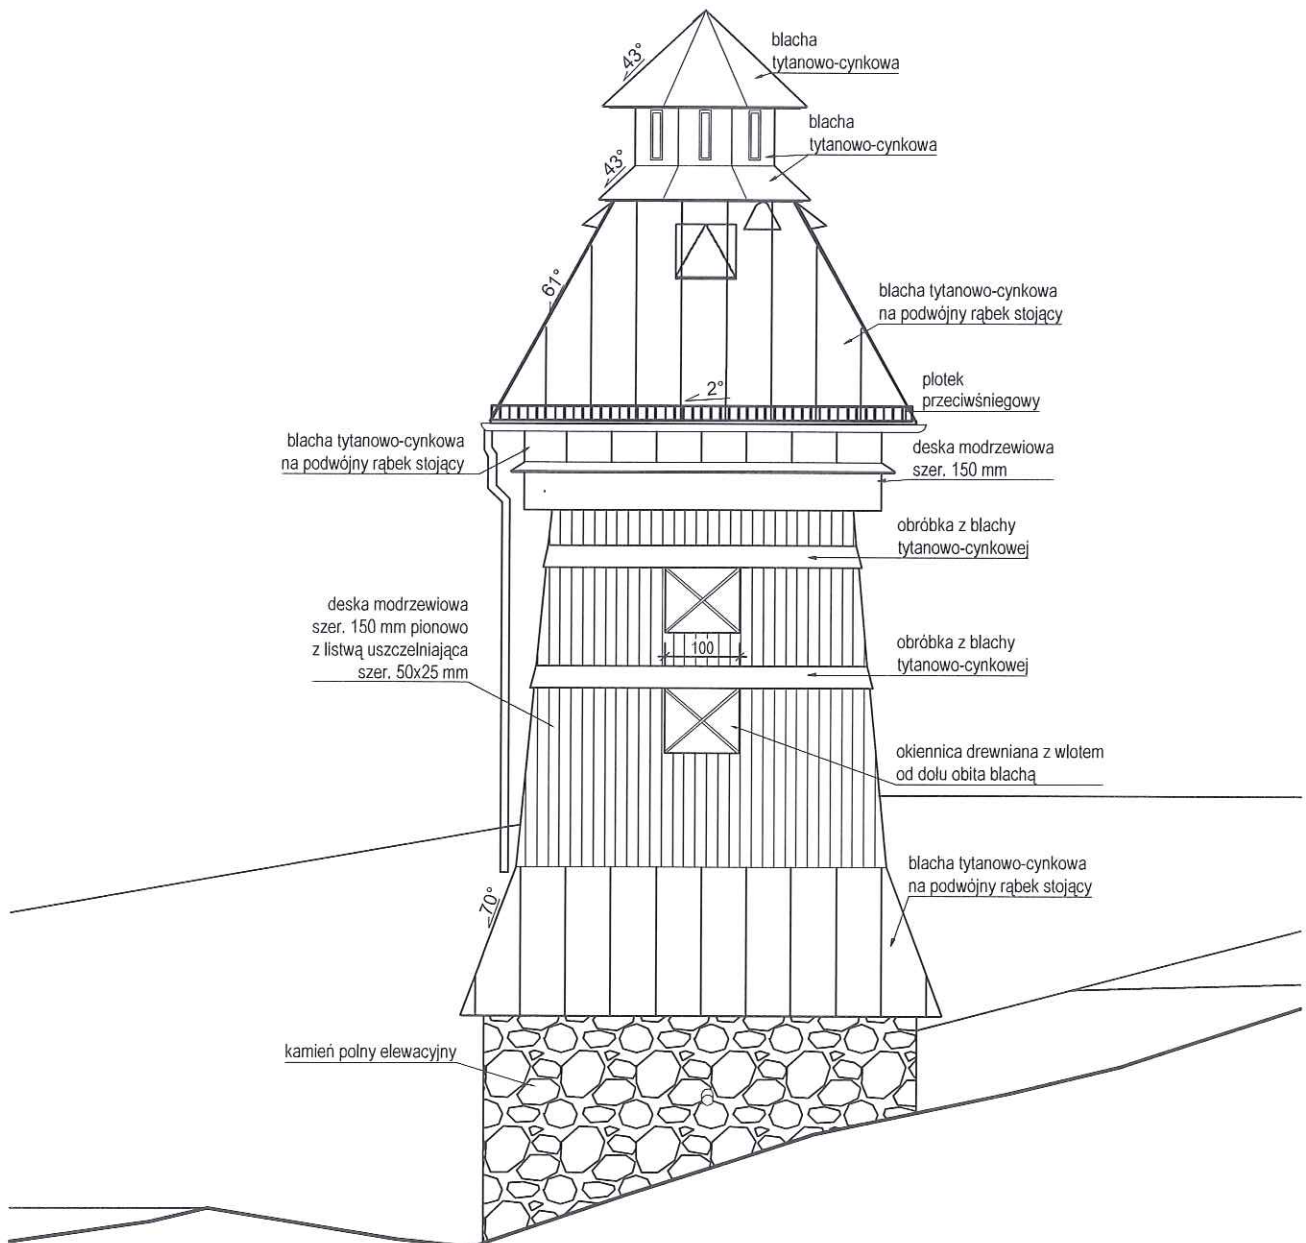 43°
blacha
tytanowo-cynkowa
blacha
tytanowo-cynkowa
43°
61°
blacha tytanowo-cynkowa
na podwójny rąbek stojący
2°
płotek
przeciwśniegowy
blacha tytanowo-cynkowa
na podwójny rąbek stojący
deska modrzewiowa
szer. 150 mm
obróbka z blachy
tytanowo-cynkowej
deska modrzewiowa
szer. 150 mm pionowo
z listwą uszczelniająca
szer. 50x25 mm
100
obróbka z blachy
tytanowo-cynkowej
okiennica drewniana z wlotem
od dołu obita blachą
blacha tytanowo-cynkowa
na podwójny rąbek stojący
70°
kamień polny elewacyjny